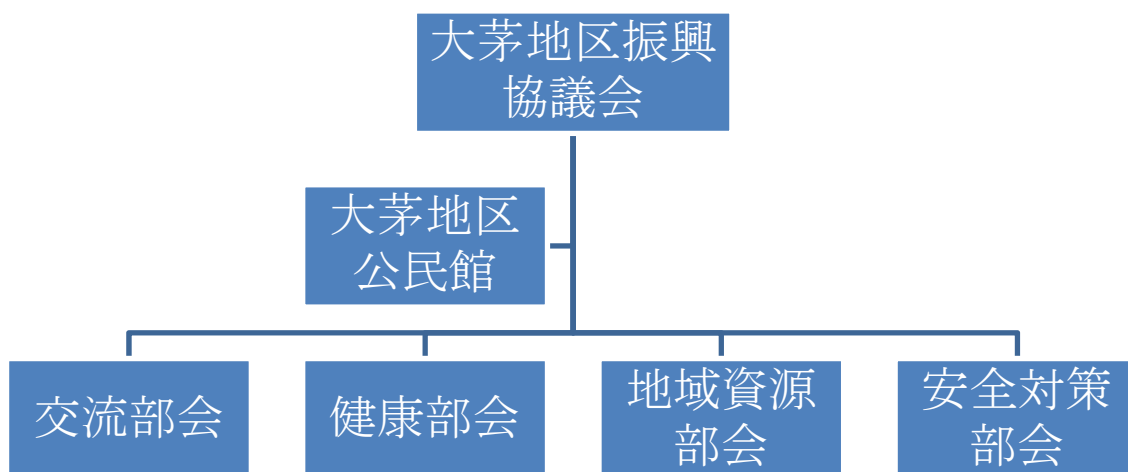 大茅地区振興
協議会
大茅地区
公民館
交流部会
健康部会
地域資源
部会
安全対策
部会